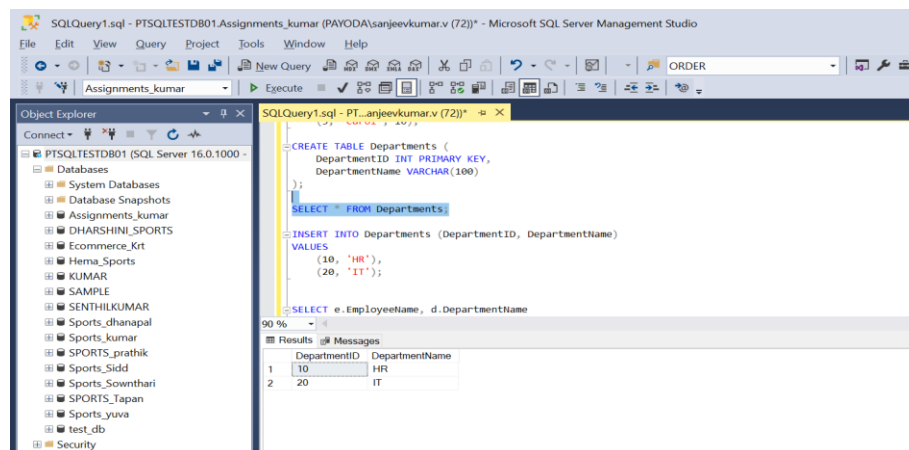 SQLQuery1.sql - PTSQLTESTDB01.Assignments_kumar (PAYODA\sanjeevkumar.v (72))* - Microsoft SQL Server Management Studio
File Edit View Query Project Tools Window Help
New Query MDX DMX XMLA DAX ORDER
Assignments_kumar Execute
Object Explorer
Connect
PTSQLTESTDB01 (SQL Server 16.0.1000 -
Databases
System Databases
Database Snapshots
Assignments_kumar
DHARSHINI_SPORTS
Ecommerce_Krt
Hema_Sports
KUMAR
SAMPLE
SENTHILKUMAR
Sports_dhanapal
Sports_kumar
SPORTS_prathik
Sports_Sidd
Sports_Sownthari
SPORTS_Tapan
Sports_yuva
test_db
Security
SQLQuery1.sql - PT...anjeevkumar.v (72))*
CREATE TABLE Departments (
DepartmentID INT PRIMARY KEY,
DepartmentName VARCHAR(100)
);
SELECT * FROM Departments;
INSERT INTO Departments (DepartmentID, DepartmentName)
VALUES
(10, 'HR'),
(20, 'IT');
SELECT e.EmployeeName, d.DepartmentName
90 %
Results Messages
DepartmentID DepartmentName
1 10 HR
2 20 IT